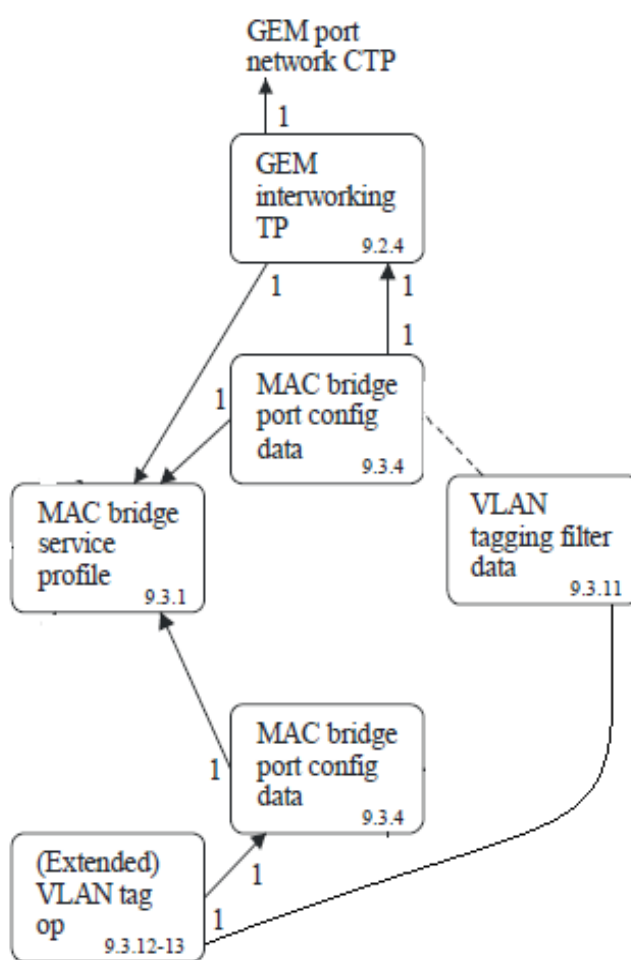 GEM port
network CTP
1
GEM
interworking
TP
9.2.4
1
1
1
MAC bridge
port config
data
9.3.4
1
MAC bridge
service
profile
9.3.1
VLAN
tagging filter
data
9.3.11
MAC bridge
port config
data
9.3.4
1
(Extended)
VLAN tag
op
9.3.12-13
1
1